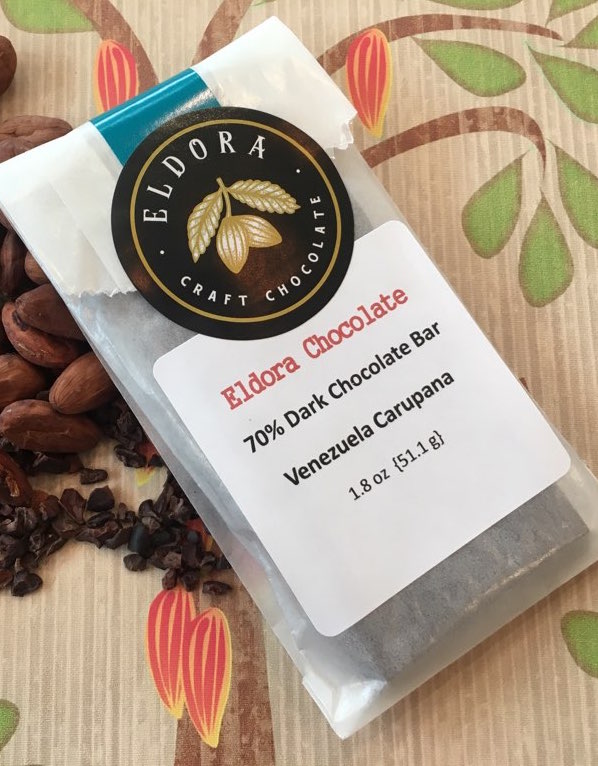 ELDORA
CRAFT CHOCOLATE
Eldora Chocolate
70% Dark Chocolate Bar
Venezuela Carupana
1.8 oz {51.1 g}